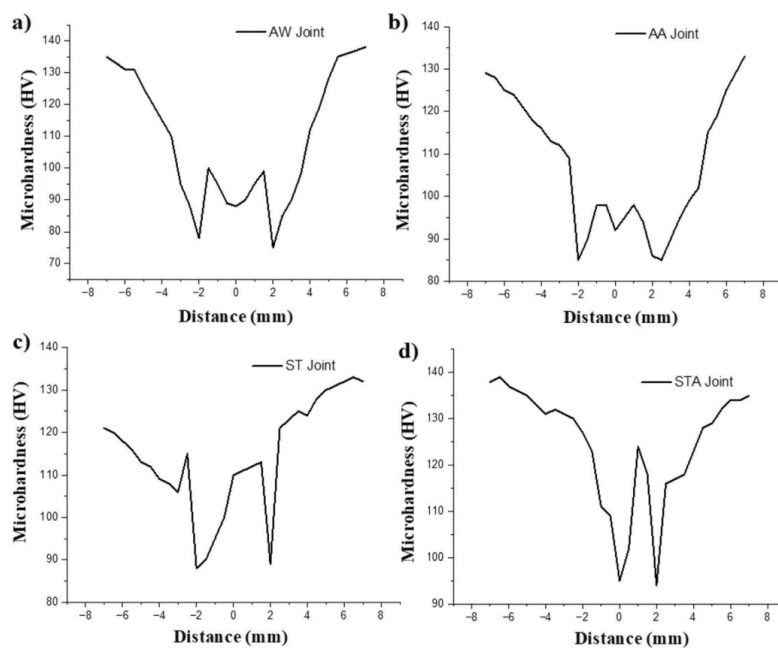 a)
AW Joint
Microhardness (HV)
140
130
120
110
100
90
80
70
−8 −6 −4 −2 0 2 4 6 8
Distance (mm)
b)
AA Joint
Microhardness (HV)
140
130
120
110
100
90
80
−8 −6 −4 −2 0 2 4 6 8
Distance (mm)
c)
ST Joint
Microhardness (HV)
140
130
120
110
100
90
80
−8 −6 −4 −2 0 2 4 6 8
Distance (mm)
d)
STA Joint
Microhardness (HV)
140
130
120
110
100
90
−8 −6 −4 −2 0 2 4 6 8
Distance (mm)